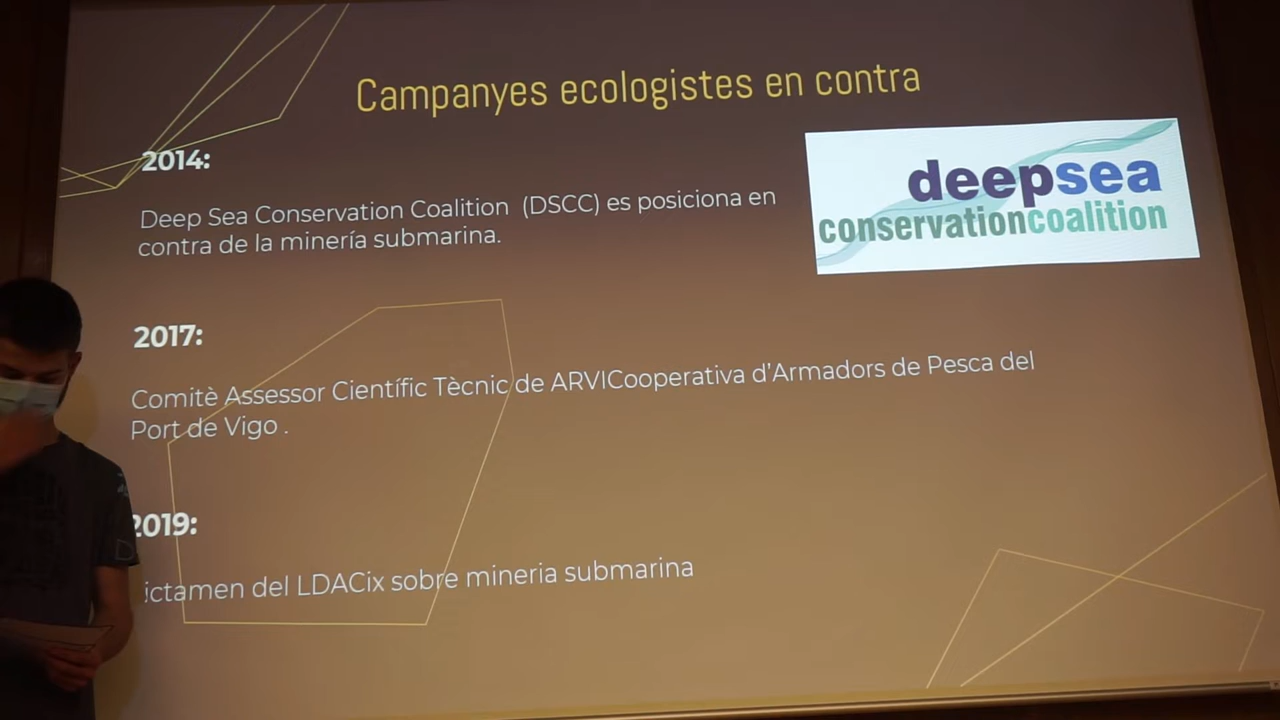 Campanyes ecologistes en contra
2014:
deepsea
conservationcoalition
Deep Sea Conservation Coalition (DSCC) es posiciona en
contra de la minería submarina.
2017:
Comitè Assessor Científic Tècnic de ARVICooperativa d'Armadors de Pesca del
Port de Vigo .
2019:
ictamen del LDACix sobre mineria submarina